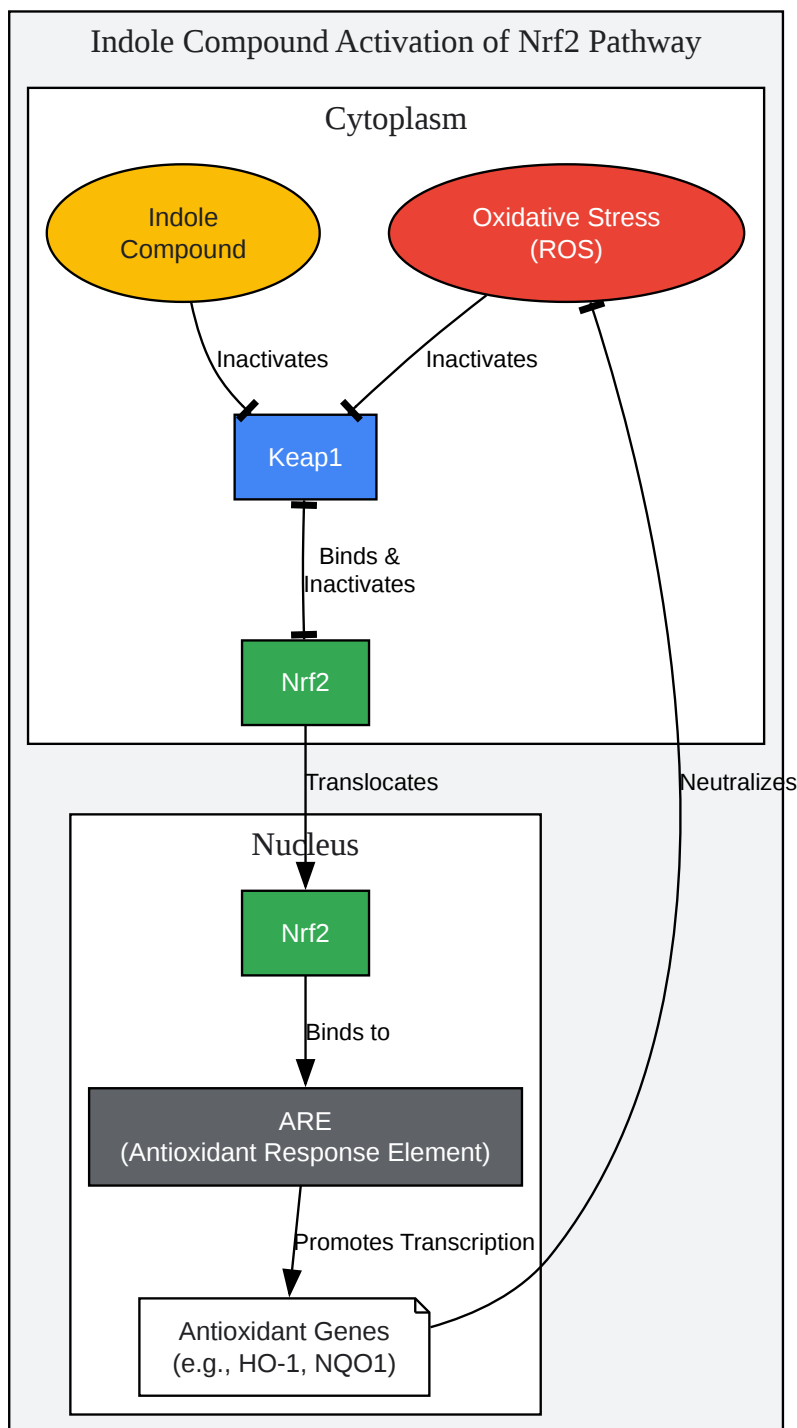 Indole Compound Activation of Nrf2 Pathway
Cytoplasm
Indole
Compound
Oxidative Stress
(ROS)
Inactivates
Inactivates
Keap1
Binds &
Inactivates
Nrf2
Translocates
Neutralizes
Nucleus
Nrf2
Binds to
ARE
(Antioxidant Response Element)
Promotes Transcription
Antioxidant Genes
(e.g., HO-1, NQO1)